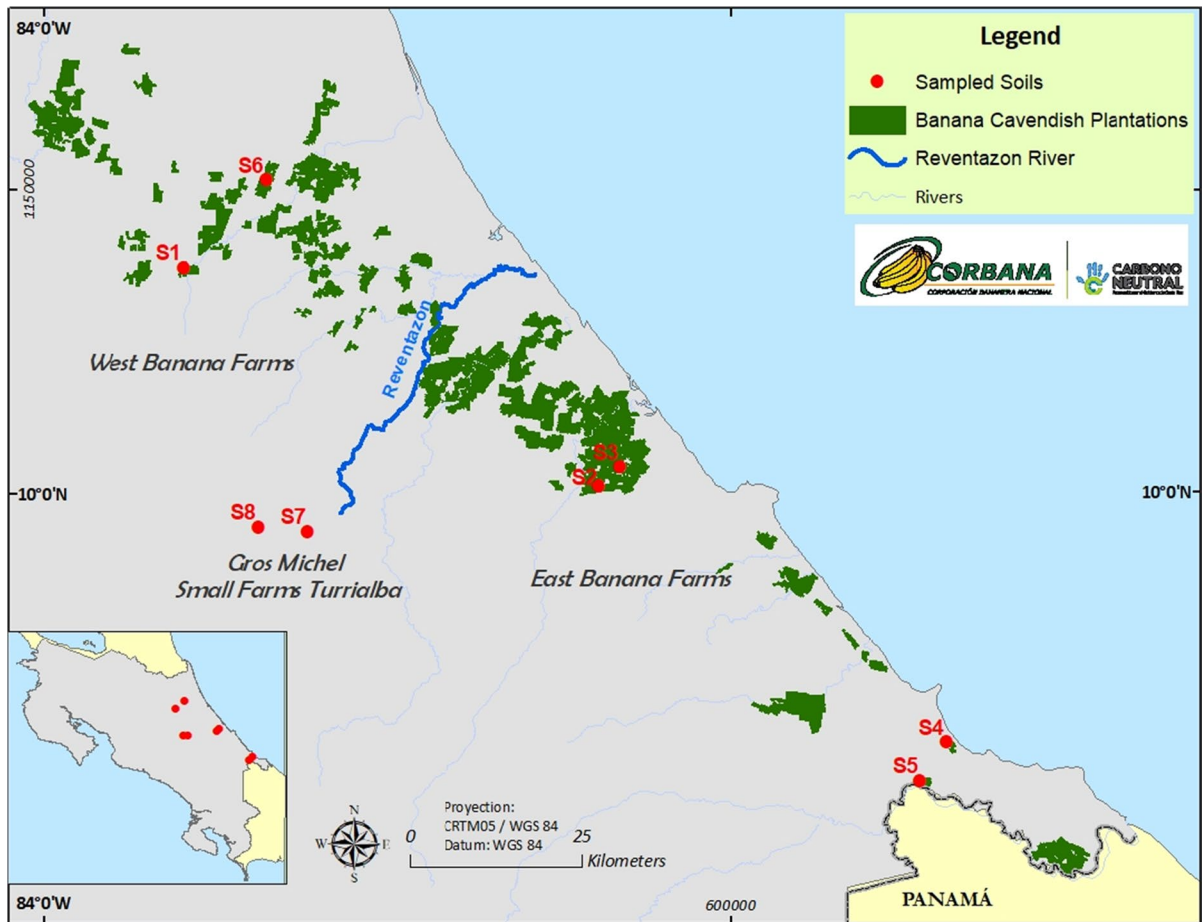 84°0'W
Legend
Sampled Soils
Banana Cavendish Plantations
Reventazon River
Rivers
CORBANA
CORPORACIÓN BANANERA NACIONAL
CARBONO
NEUTRAL
1150000
S6
S1
West Banana Farms
Reventazón
S3
S2
10°0'N
10°0'N
S8
S7
Gros Michel
Small Farms Turrialba
East Banana Farms
S4
S5
N
W
E
S
Proyection:
CRTM05 / WGS 84
Datum: WGS 84
0
25
Kilometers
PANAMÁ
84°0'W
600000